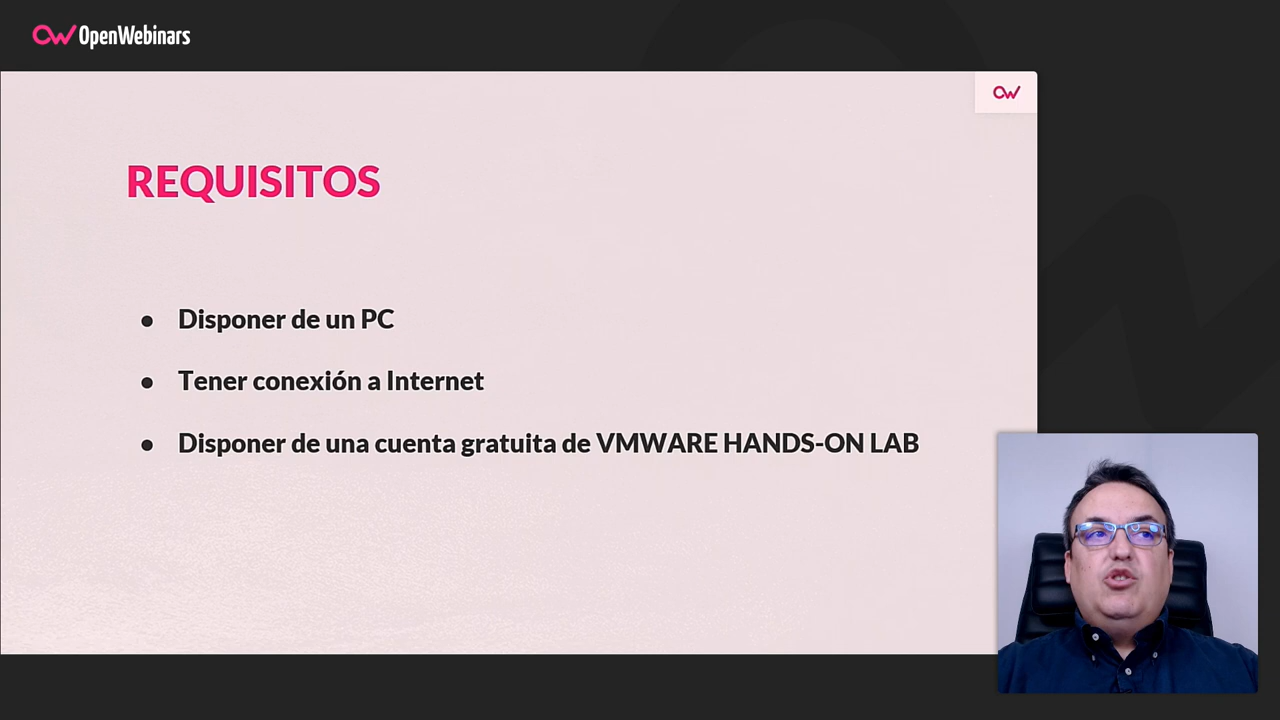 OpenWebinars
REQUISITOS
● Disponer de un PC
● Tener conexión a Internet
● Disponer de una cuenta gratuita de VMWARE HANDS-ON LAB